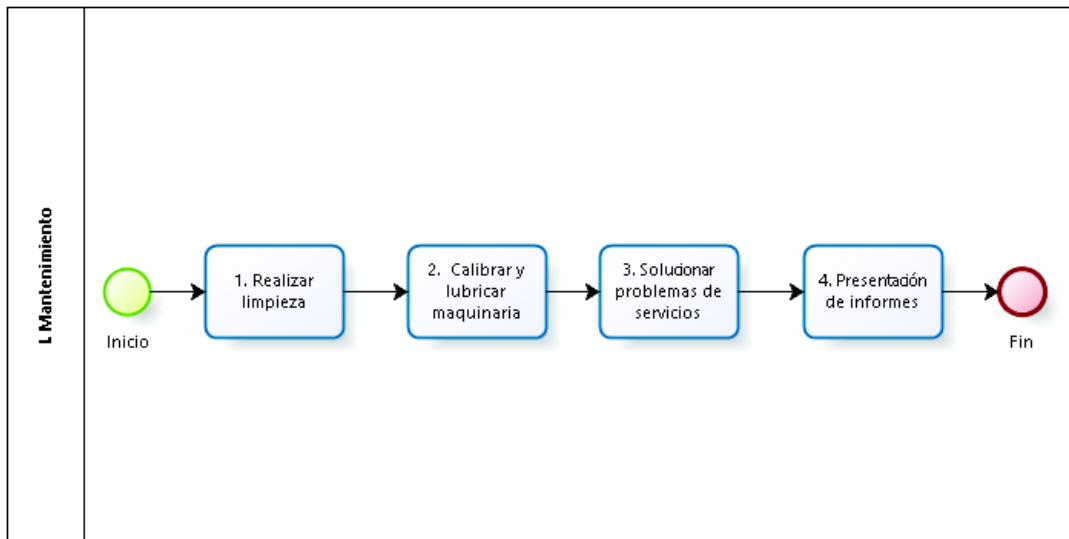 L Mantenimiento
Inicio
1. Realizar
limpieza
2. Calibrar y
lubricar
maquinaria
3. Solucionar
problemas de
servicios
4. Presentación
de informes
Fin